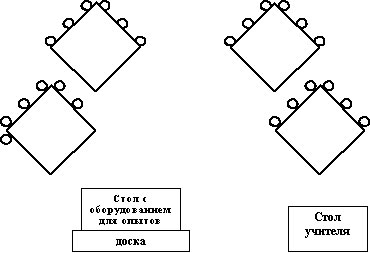 Стол с
оборудованием
для опытов
доска
Стол
учителя